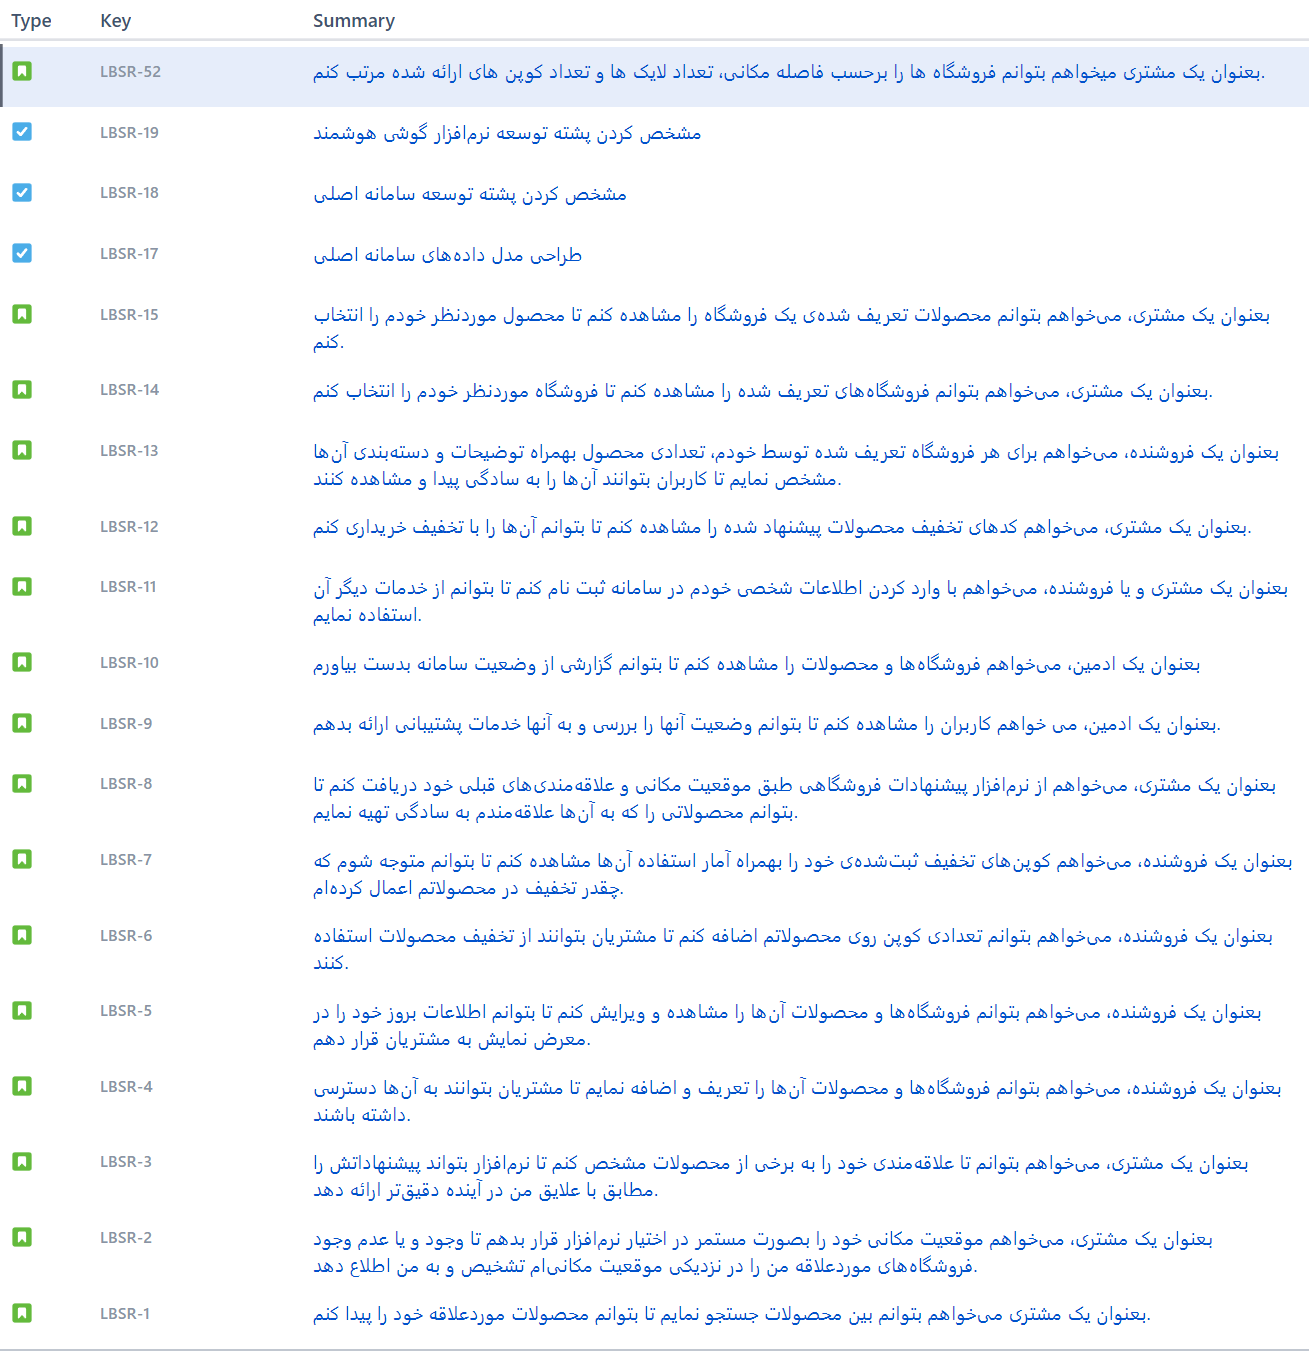 Type Key Summary
LBSR-52 بعنوان یک مشتری میخواهم بتوانم فروشگاه ها را برحسب فاصله مکانی، تعداد لایک ها و تعداد کوپن های ارائه شده مرتب کنم.
LBSR-19 مشخص کردن پشته توسعه نرم‌افزار گوشی هوشمند
LBSR-18 مشخص کردن پشته توسعه سامانه اصلی
LBSR-17 طراحی مدل داده‌های سامانه اصلی
LBSR-15 بعنوان یک مشتری، می‌خواهم بتوانم محصولات تعریف شده‌ی یک فروشگاه را مشاهده کنم تا محصول موردنظر خودم را انتخاب
کنم.
LBSR-14 بعنوان یک مشتری، می‌خواهم بتوانم فروشگاه‌های تعریف شده را مشاهده کنم تا فروشگاه موردنظر خودم را انتخاب کنم.
LBSR-13 بعنوان یک فروشنده، می‌خواهم برای هر فروشگاه تعریف شده توسط خودم، تعدادی محصول بهمراه توضیحات و دسته‌بندی آن‌ها
مشخص نمایم تا کاربران بتوانند آن‌ها را به سادگی پیدا و مشاهده کنند.
LBSR-12 بعنوان یک مشتری، می‌خواهم کدهای تخفیف محصولات پیشنهاد شده را مشاهده کنم تا بتوانم آن‌ها را با تخفیف خریداری کنم.
LBSR-11 بعنوان یک مشتری و یا فروشنده، می‌خواهم با وارد کردن اطلاعات شخصی خودم در سامانه ثبت نام کنم تا بتوانم از خدمات دیگر آن
استفاده نمایم.
LBSR-10 بعنوان یک ادمین، می‌خواهم فروشگاه‌ها و محصولات را مشاهده کنم تا بتوانم گزارشی از وضعیت سامانه بدست بیاورم
LBSR-9 بعنوان یک ادمین، می خواهم کاربران را مشاهده کنم تا بتوانم وضعیت آنها را بررسی و به آنها خدمات پشتیبانی ارائه بدهم.
LBSR-8 بعنوان یک مشتری، می‌خواهم از نرم‌افزار پیشنهادات فروشگاهی طبق موقعیت مکانی و علاقه‌مندی‌های قبلی خود دریافت کنم تا
بتوانم محصولاتی را که به آن‌ها علاقه‌مندم به سادگی تهیه نمایم.
LBSR-7 بعنوان یک فروشنده، می‌خواهم کوپن‌های تخفیف ثبت‌شده‌ی خود را بهمراه آمار استفاده آن‌ها مشاهده کنم تا بتوانم متوجه شوم که
چقدر تخفیف در محصولاتم اعمال کرده‌ام.
LBSR-6 بعنوان یک فروشنده، می‌خواهم بتوانم تعدادی کوپن روی محصولاتم اضافه کنم تا مشتریان بتوانند از تخفیف محصولات استفاده
کنند.
LBSR-5 بعنوان یک فروشنده، می‌خواهم بتوانم فروشگاه‌ها و محصولات آن‌ها را مشاهده و ویرایش کنم تا بتوانم اطلاعات بروز خود را در
معرض نمایش به مشتریان قرار دهم.
LBSR-4 بعنوان یک فروشنده، می‌خواهم بتوانم فروشگاه‌ها و محصولات آن‌ها را تعریف و اضافه نمایم تا مشتریان بتوانند به آن‌ها دسترسی
داشته باشند.
LBSR-3 بعنوان یک مشتری، می‌خواهم بتوانم تا علاقه‌مندی خود را به برخی از محصولات مشخص کنم تا نرم‌افزار بتواند پیشنهاداتش را
مطابق با علایق من در آینده دقیق‌تر ارائه دهد.
LBSR-2 بعنوان یک مشتری، می‌خواهم موقعیت مکانی خود را بصورت مستمر در اختیار نرم‌افزار قرار بدهم تا وجود و یا عدم وجود
فروشگاه‌های موردعلاقه من را در نزدیکی موقعیت مکانی‌ام تشخیص و به من اطلاع دهد.
LBSR-1 بعنوان یک مشتری می‌خواهم بتوانم بین محصولات جستجو نمایم تا بتوانم محصولات موردعلاقه خود را پیدا کنم.